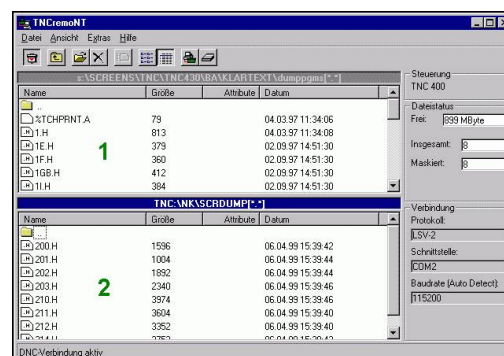 TNCremoNT
Datei Ansicht Extras Hilfe
s:\SCREENS\TNC\TNC430\BA\KLARTEXT\dumppgms[*.*]
Name Größe Attribute Datum
..
%TCHPRNT.A 79 04.03.97 11:34:06
1.H 813 04.03.97 11:34:08
1E.H 379 02.09.97 14:51:30
1F.H 360 02.09.97 14:51:30
1GB.H 412 02.09.97 14:51:30
1I.H 384 02.09.97 14:51:30
1
TNC:\NK\SCRDUMP[*.*]
Name Größe Attribute Datum
..
200.H 1596 06.04.99 15:39:42
201.H 1004 06.04.99 15:39:44
202.H 1892 06.04.99 15:39:44
203.H 2340 06.04.99 15:39:46
210.H 3974 06.04.99 15:39:46
211.H 3604 06.04.99 15:39:40
212.H 3352 06.04.99 15:39:40
2
Steuerung
TNC 400
Dateistatus
Frei: 899 MByte
Insgesamt: 8
Maskiert: 8
Verbindung
Protokoll:
LSV-2
Schnittstelle:
COM2
Baudrate (Auto Detect):
115200
DNC-Verbindung aktiv